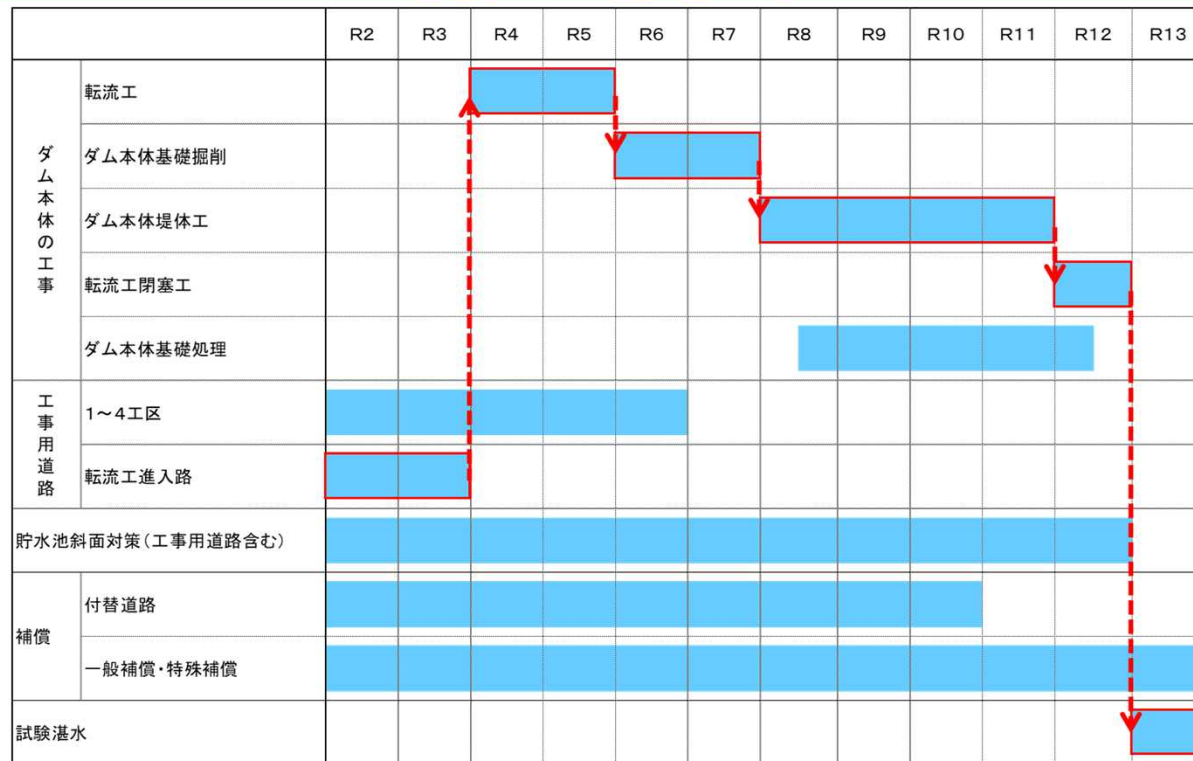 R2 R3 R4 R5 R6 R7 R8 R9 R10 R11 R12 R13
ダム本体の工事
転流工
ダム本体基礎掘削
ダム本体堤体工
転流工閉塞工
ダム本体基礎処理
工事用道路
1～4工区
転流工進入路
貯水池斜面対策(工事用道路含む)
補償
付替道路
一般補償・特殊補償
試験湛水